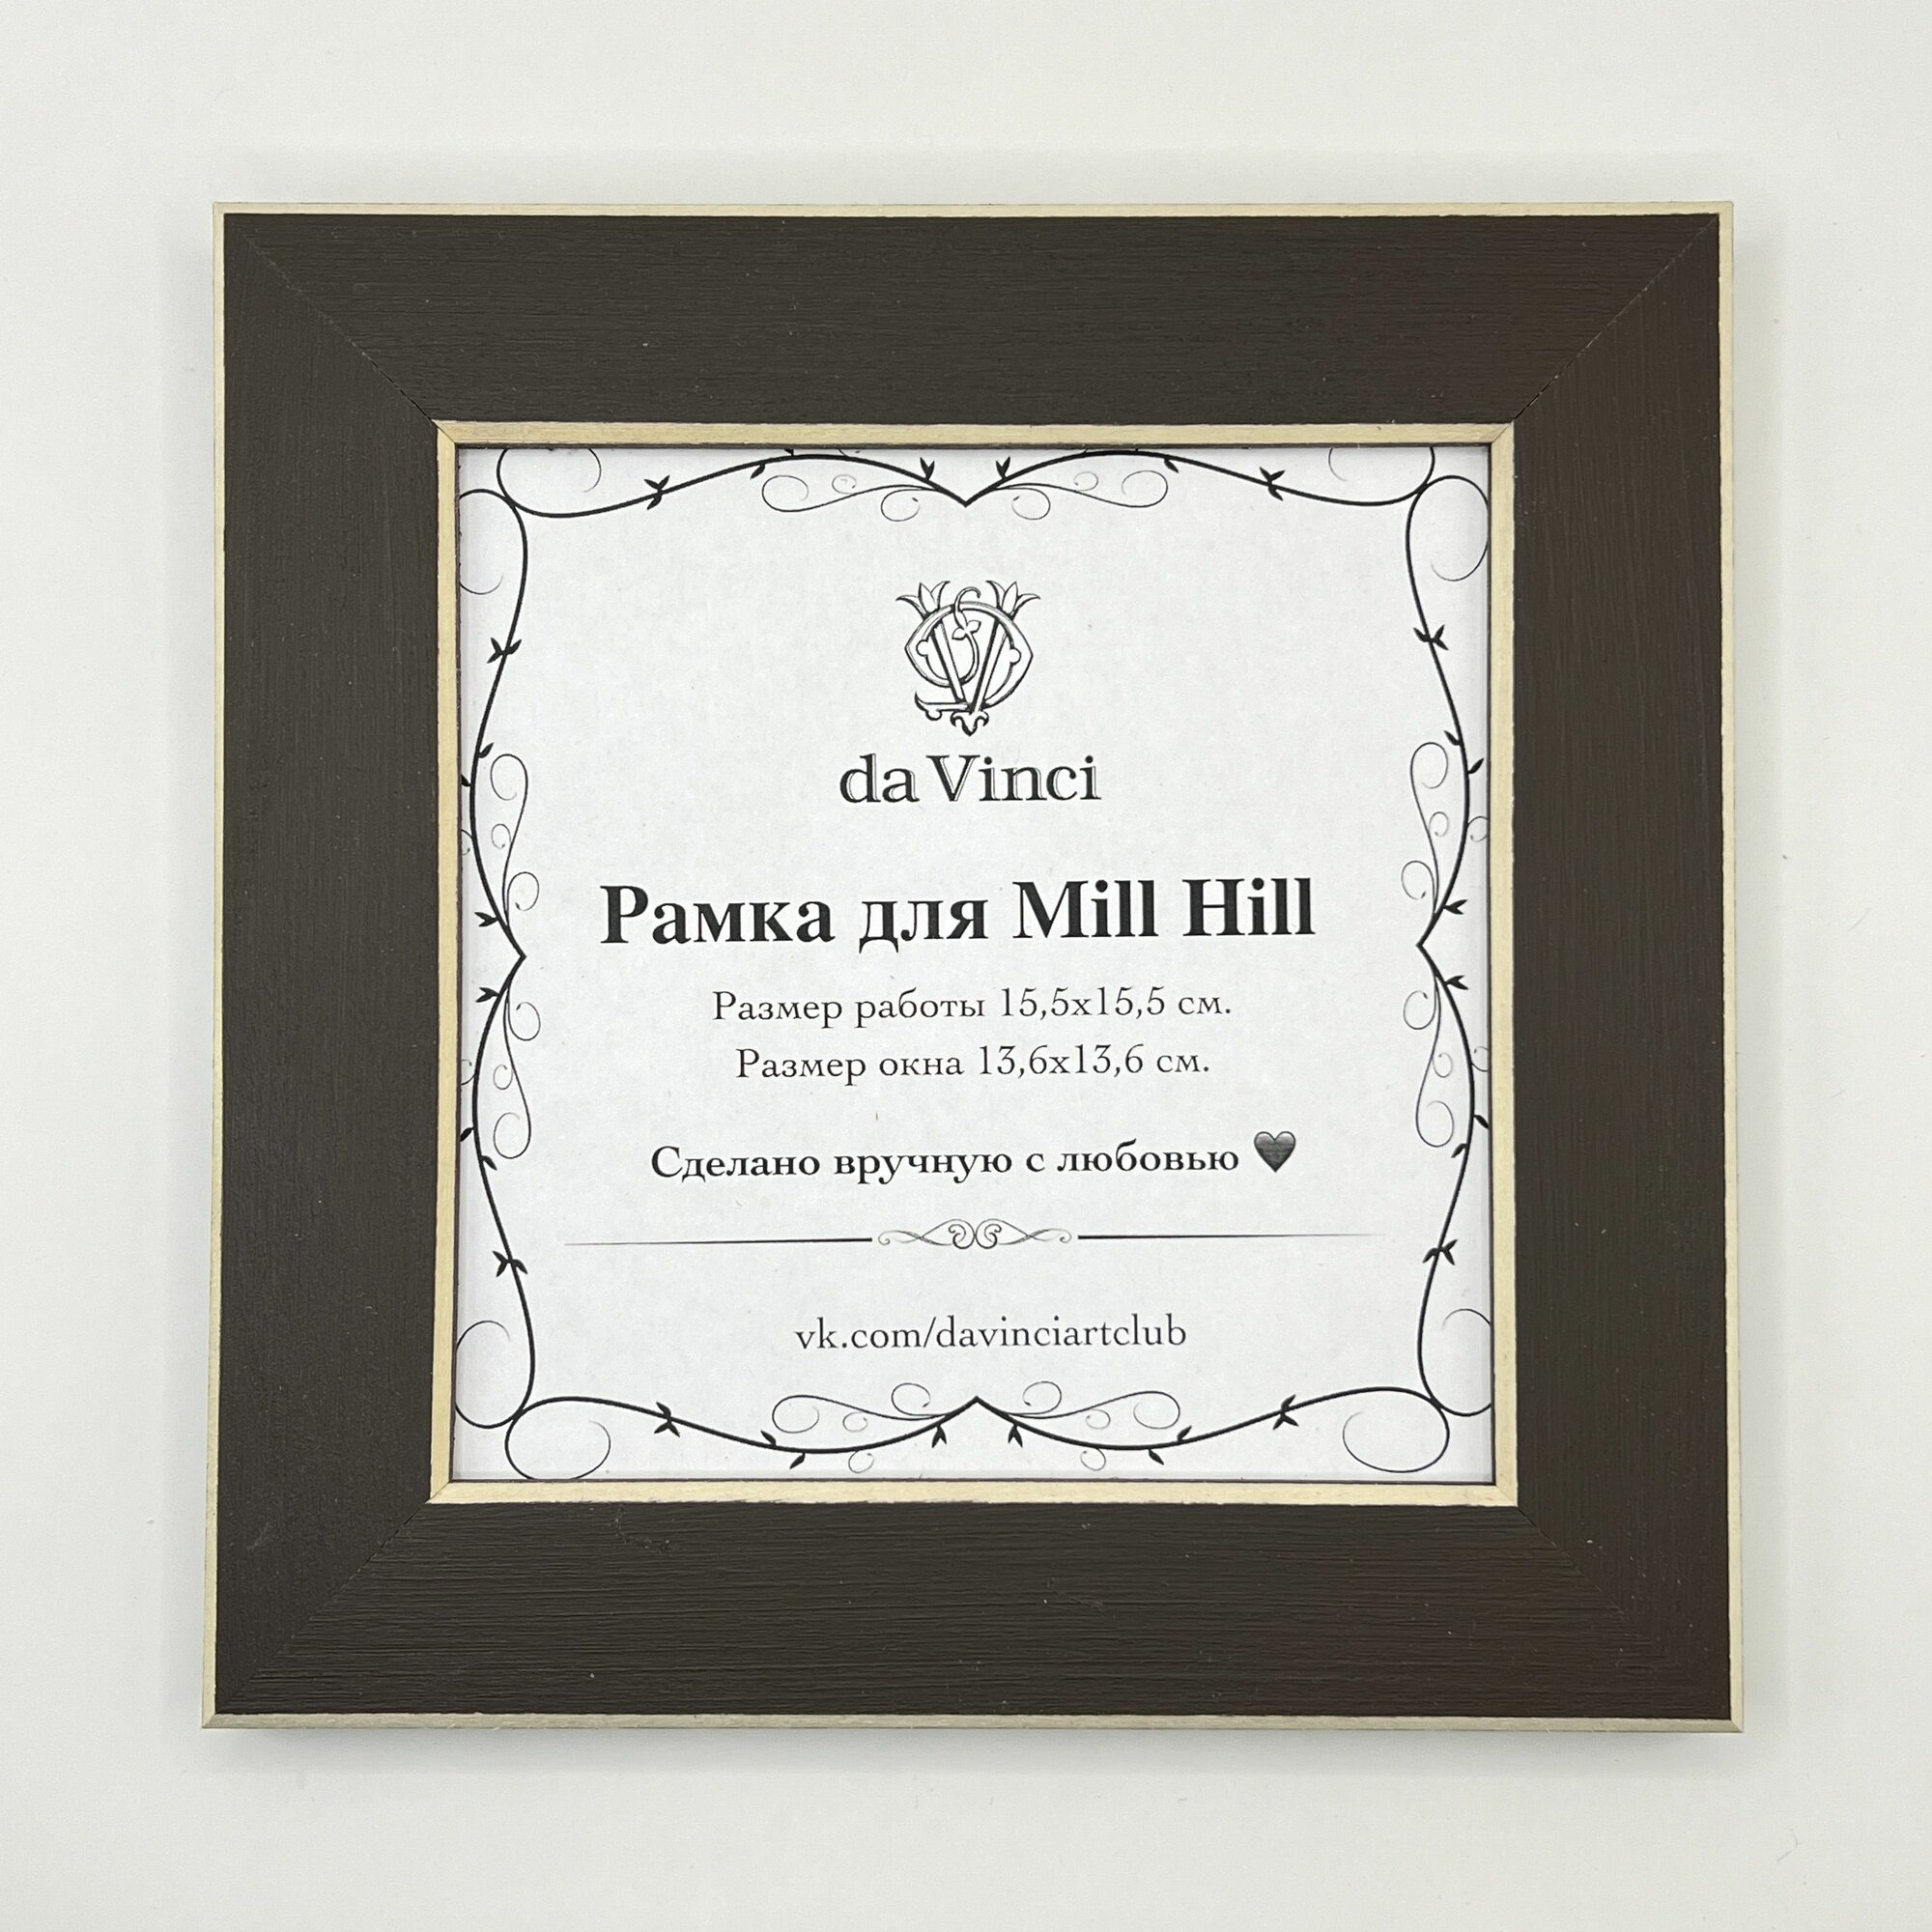 da Vinci
Рамка для Mill Hill
Размер работы 15,5х15,5 см.
Размер окна 13,6х13,6 см.
Сделано вручную с любовью 🖤
vk.com/davinciartclub